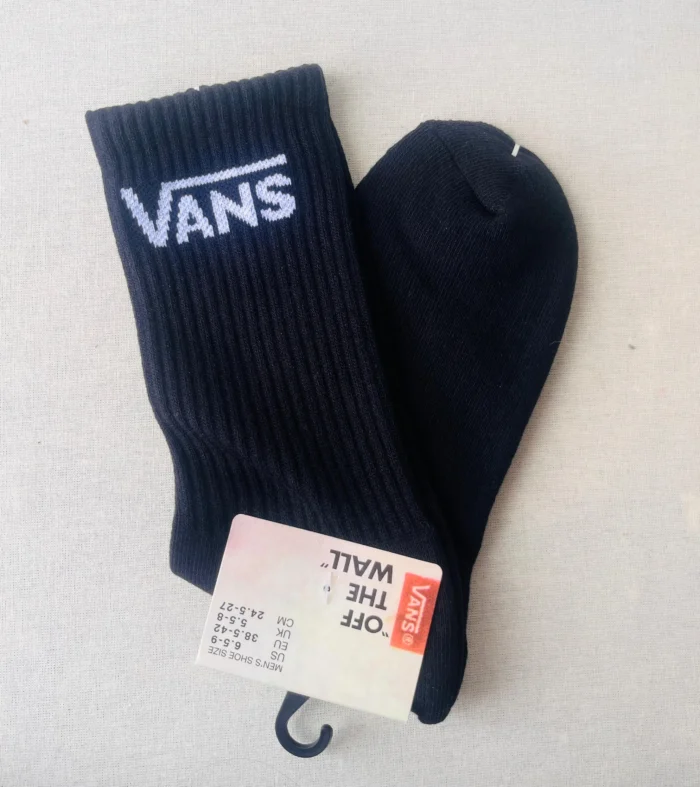 VANS
VANS®
"OFF
THE
WALL"
MEN'S SHOE SIZE
US 6.5-9
EU 38.5-42
UK 5.5-8
CM 24.5-27